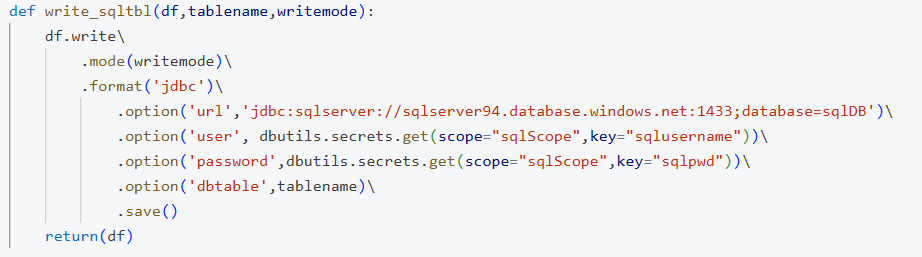 def write_sqltbl(df,tablename,writemode):
    df.write\
        .mode(writemode)\
        .format('jdbc')\
            .option('url','jdbc:sqlserver://sqlserver94.database.windows.net:1433;database=sqlDB')\
            .option('user', dbutils.secrets.get(scope="sqlScope",key="sqlusername"))\
            .option('password',dbutils.secrets.get(scope="sqlScope",key="sqlpwd"))\
            .option('dbtable',tablename)\
            .save()
    return(df)